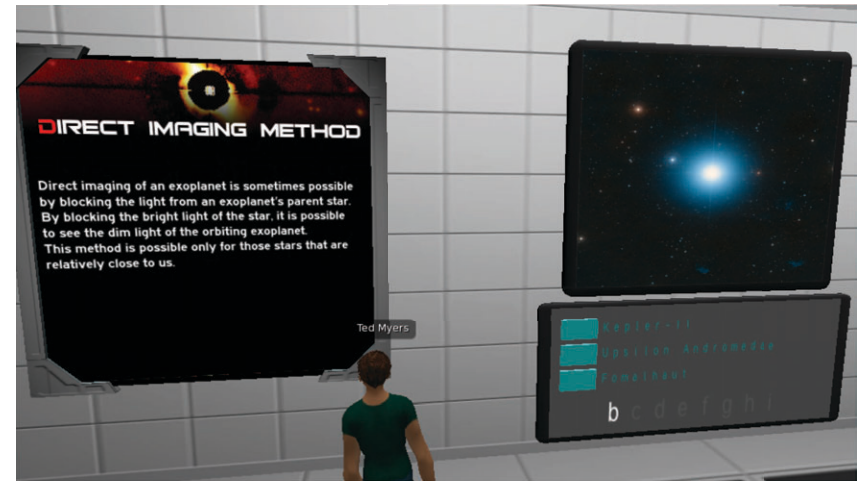 DIRECT IMAGING METHOD
Direct imaging of an exoplanet is sometimes possible
by blocking the light from an exoplanet's parent star.
By blocking the bright light of the star, it is possible
to see the dim light of the orbiting exoplanet.
This method is possible only for those stars that are
relatively close to us.
Ted Myers
Kepler-11
Upsilon Andromedae
Fomalhaut
b c d e f g h i